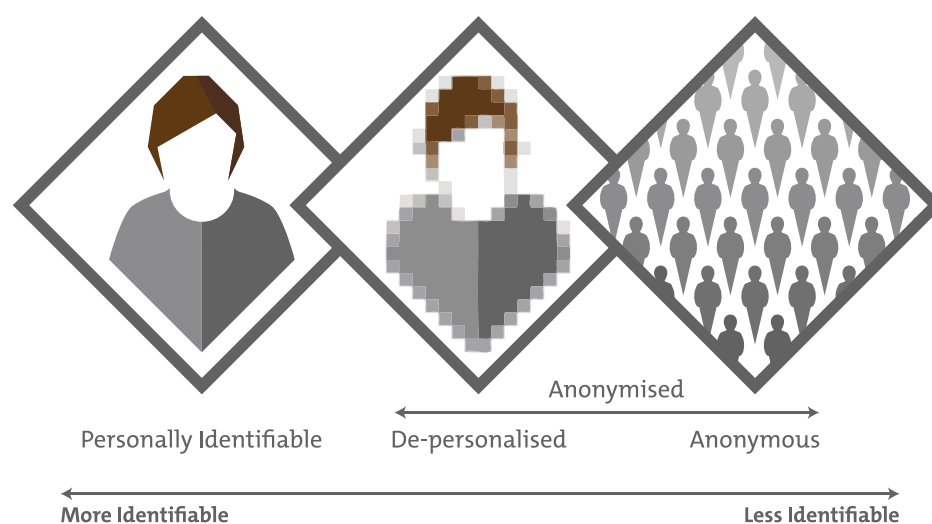 Anonymised
Personally Identifiable
De-personalised
Anonymous
More Identifiable
Less Identifiable